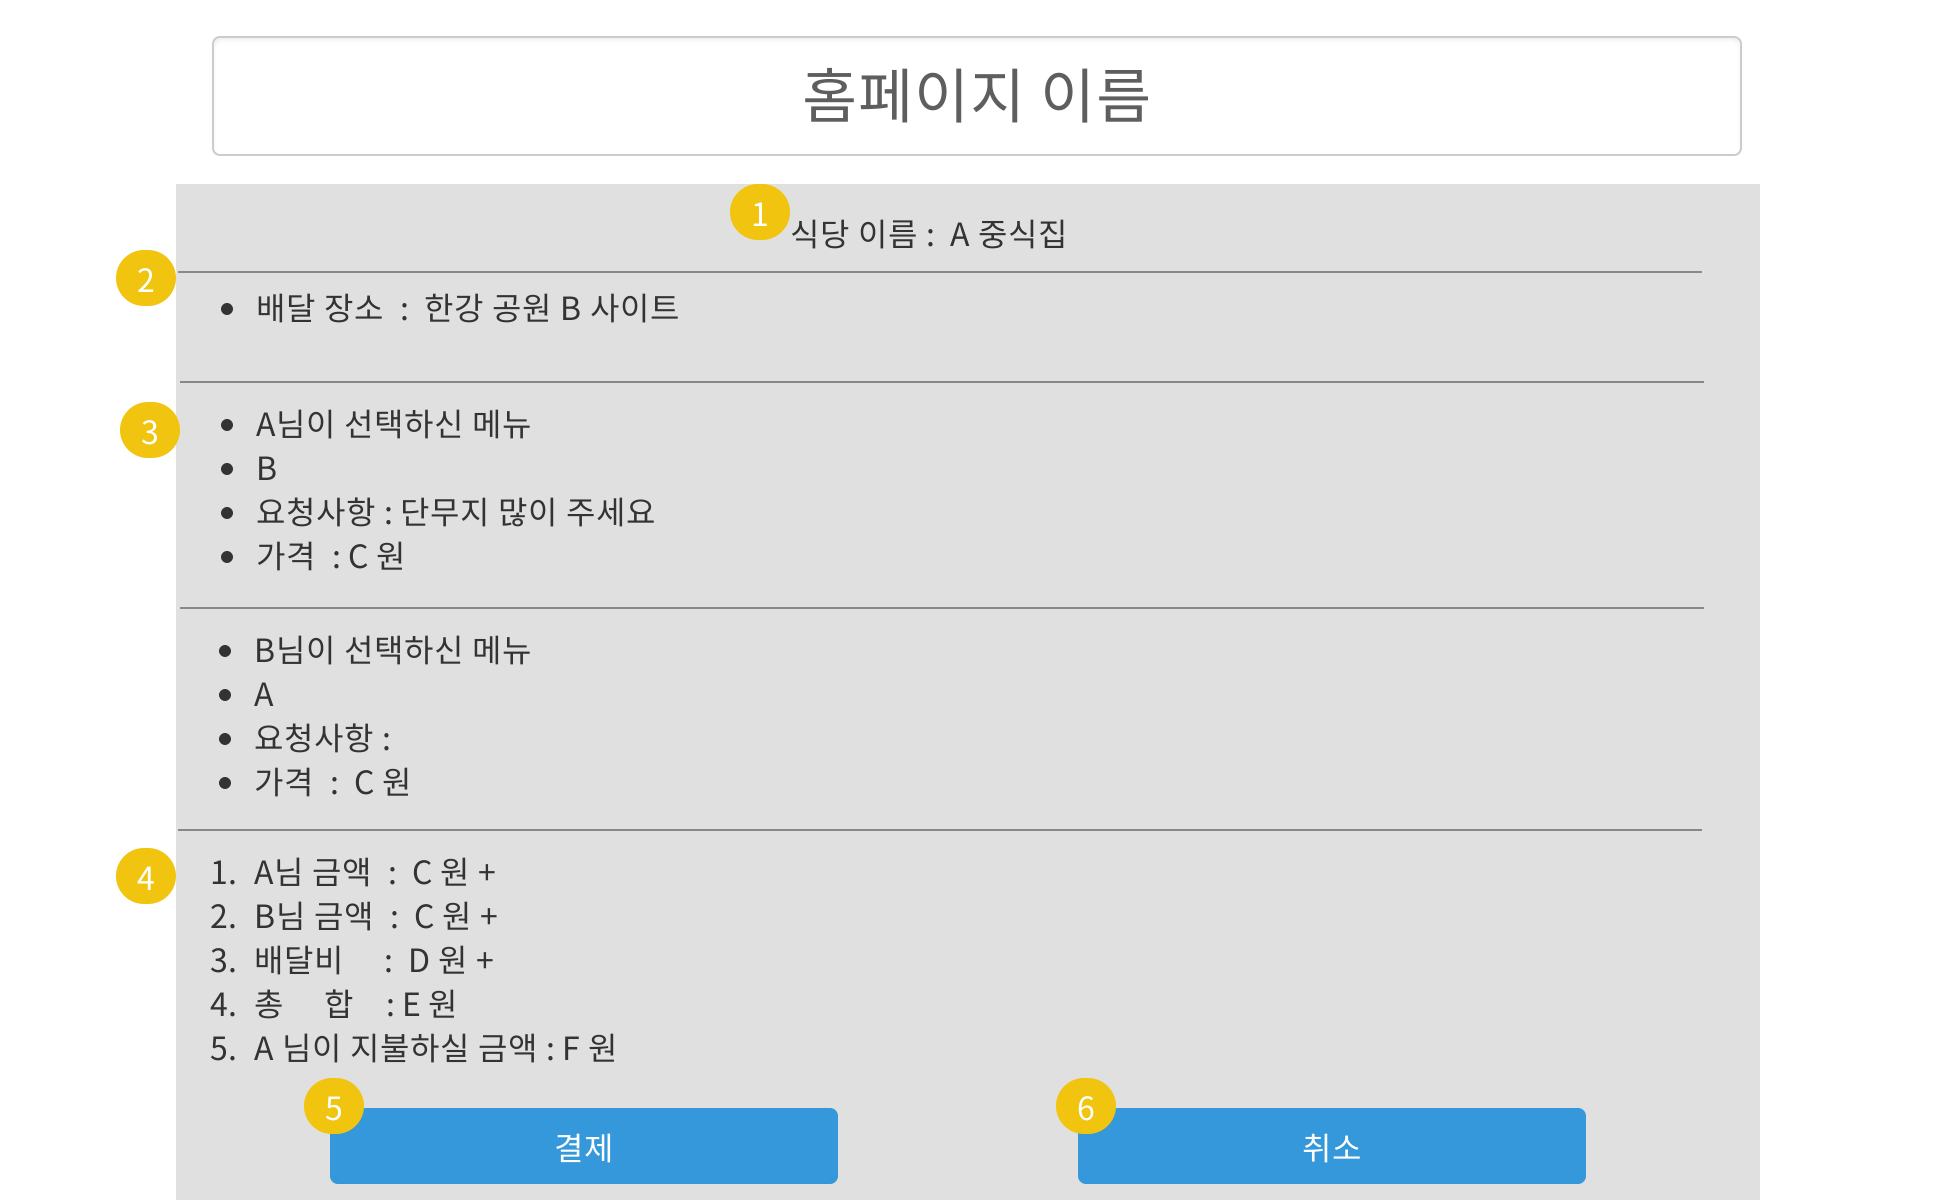 홈페이지 이름
1
식당 이름 : A 중식집
2
• 배달 장소 : 한강 공원 B 사이트
3
• A님이 선택하신 메뉴
• B
• 요청사항 : 단무지 많이 주세요
• 가격 : C 원
• B님이 선택하신 메뉴
• A
• 요청사항 :
• 가격 : C 원
4
1. A님 금액 : C 원 +
2. B님 금액 : C 원 +
3. 배달비 : D 원 +
4. 총 합 : E 원
5. A 님이 지불하실 금액 : F 원
5
결제
6
취소